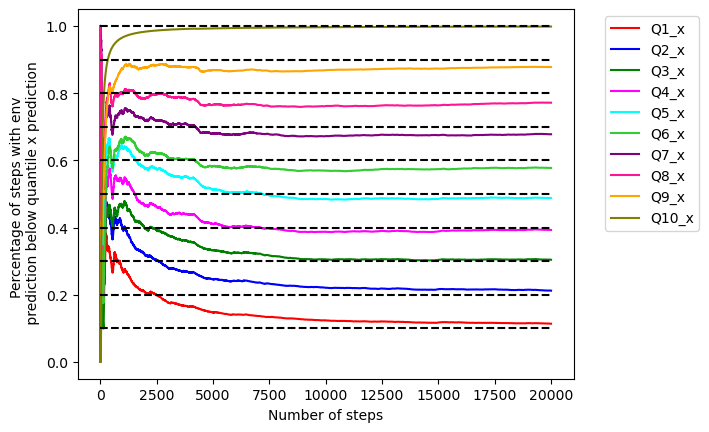 Percentage of steps with env
prediction below quantile x prediction
1.0
0.8
0.6
0.4
0.2
0.0
0
2500
5000
7500
10000
12500
15000
17500
20000
Number of steps
Q1_x
Q2_x
Q3_x
Q4_x
Q5_x
Q6_x
Q7_x
Q8_x
Q9_x
Q10_x